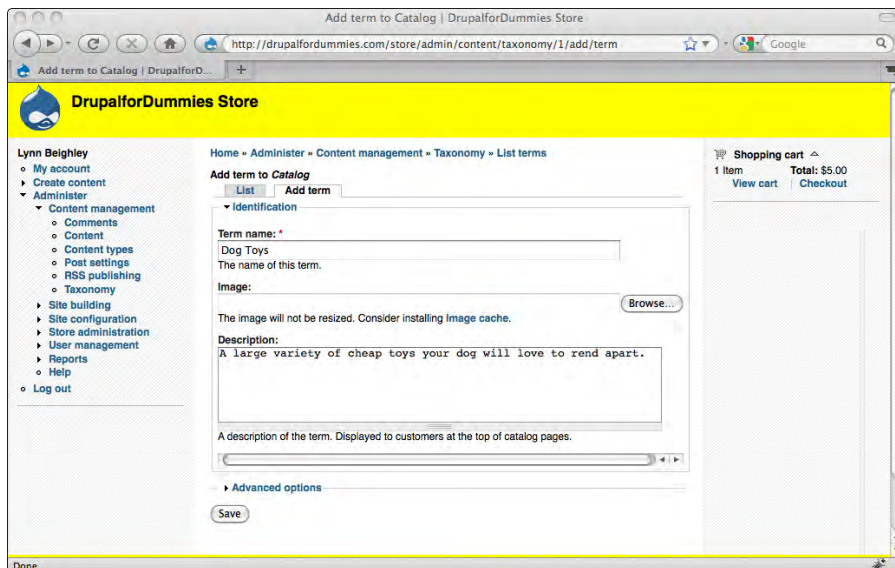 Add term to Catalog | DrupalforDummies Store
http://drupalfordummies.com/store/admin/content/taxonomy/1/add/term
Google
Add term to Catalog | DrupalforD...
+
DrupalforDummies Store
Lynn Beighley
My account
Create content
Administer
Content management
Comments
Content
Content types
Post settings
RSS publishing
Taxonomy
Site building
Site configuration
Store administration
User management
Reports
Help
Log out
Home » Administer » Content management » Taxonomy » List terms
Add term to Catalog
List Add term
Identification
Term name: *
Dog Toys
The name of this term.
Image:
Browse...
The image will not be resized. Consider installing Image cache.
Description:
A large variety of cheap toys your dog will love to rend apart.
A description of the term. Displayed to customers at the top of catalog pages.
Advanced options
Save
Shopping cart
1 Item Total: $5.00
View cart Checkout
Done